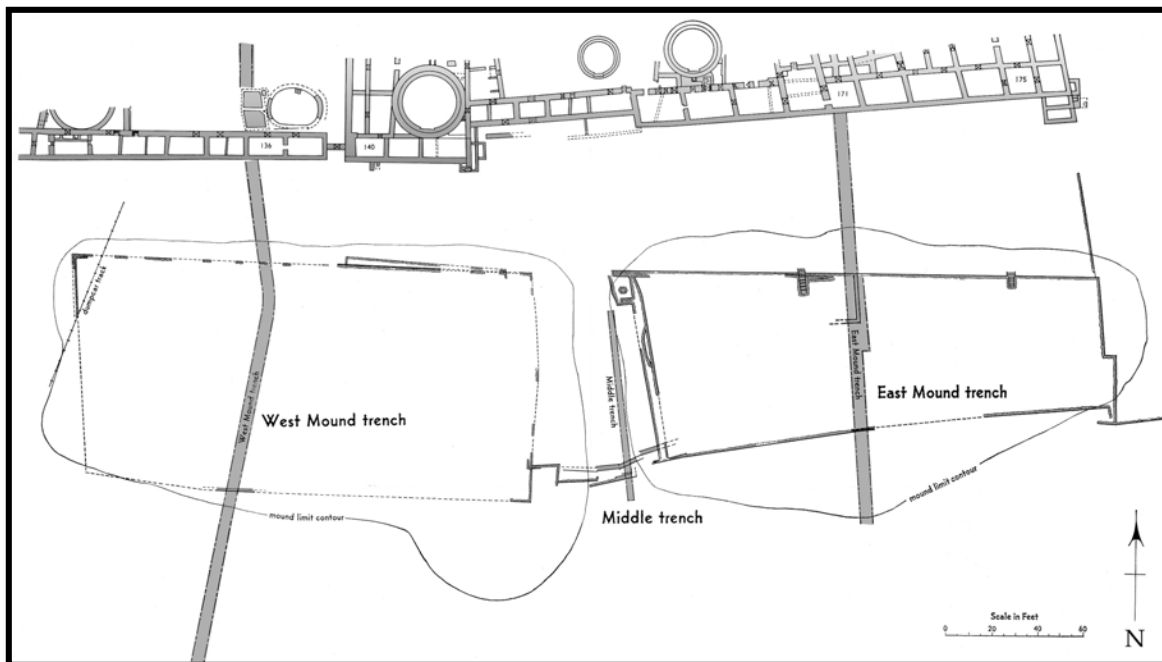 175
171
136
140
dumpcar track
West Mound trench
West Mound trench
Middle trench
Middle trench
East Mound trench
East Mound trench
mound limit contour
mound limit contour
Scale in Feet
0 20 40 60
N